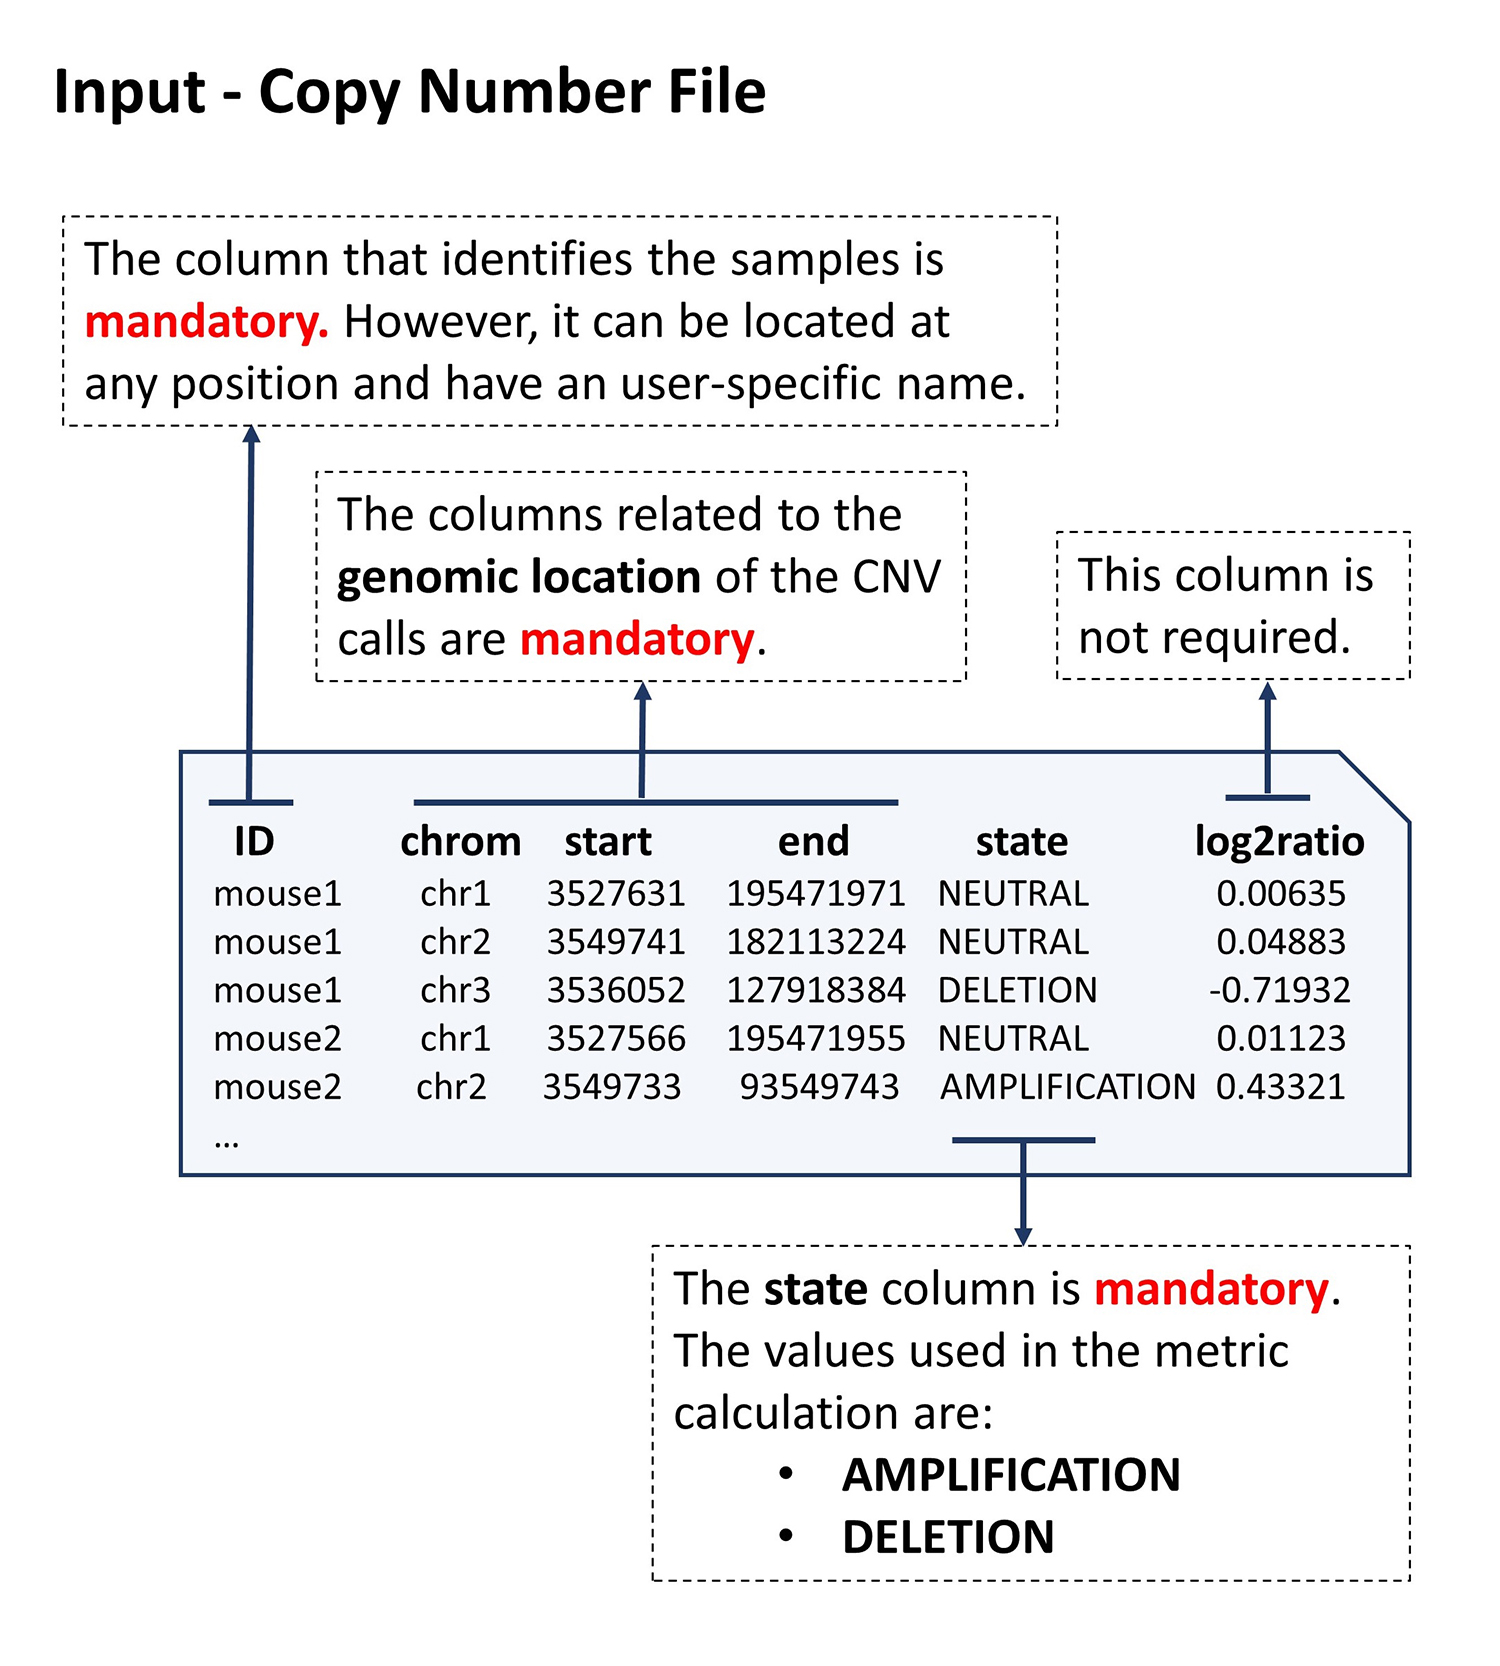 Input - Copy Number File
The column that identifies the samples is
mandatory. However, it can be located at
any position and have an user-specific name.
The columns related to the
genomic location of the CNV
calls are mandatory.
This column is
not required.
ID chrom start end state log2ratio
mouse1 chr1 3527631 195471971 NEUTRAL 0.00635
mouse1 chr2 3549741 182113224 NEUTRAL 0.04883
mouse1 chr3 3536052 127918384 DELETION -0.71932
mouse2 chr1 3527566 195471955 NEUTRAL 0.01123
mouse2 chr2 3549733 93549743 AMPLIFICATION 0.43321
...
The state column is mandatory.
The values used in the metric
calculation are:
• AMPLIFICATION
• DELETION